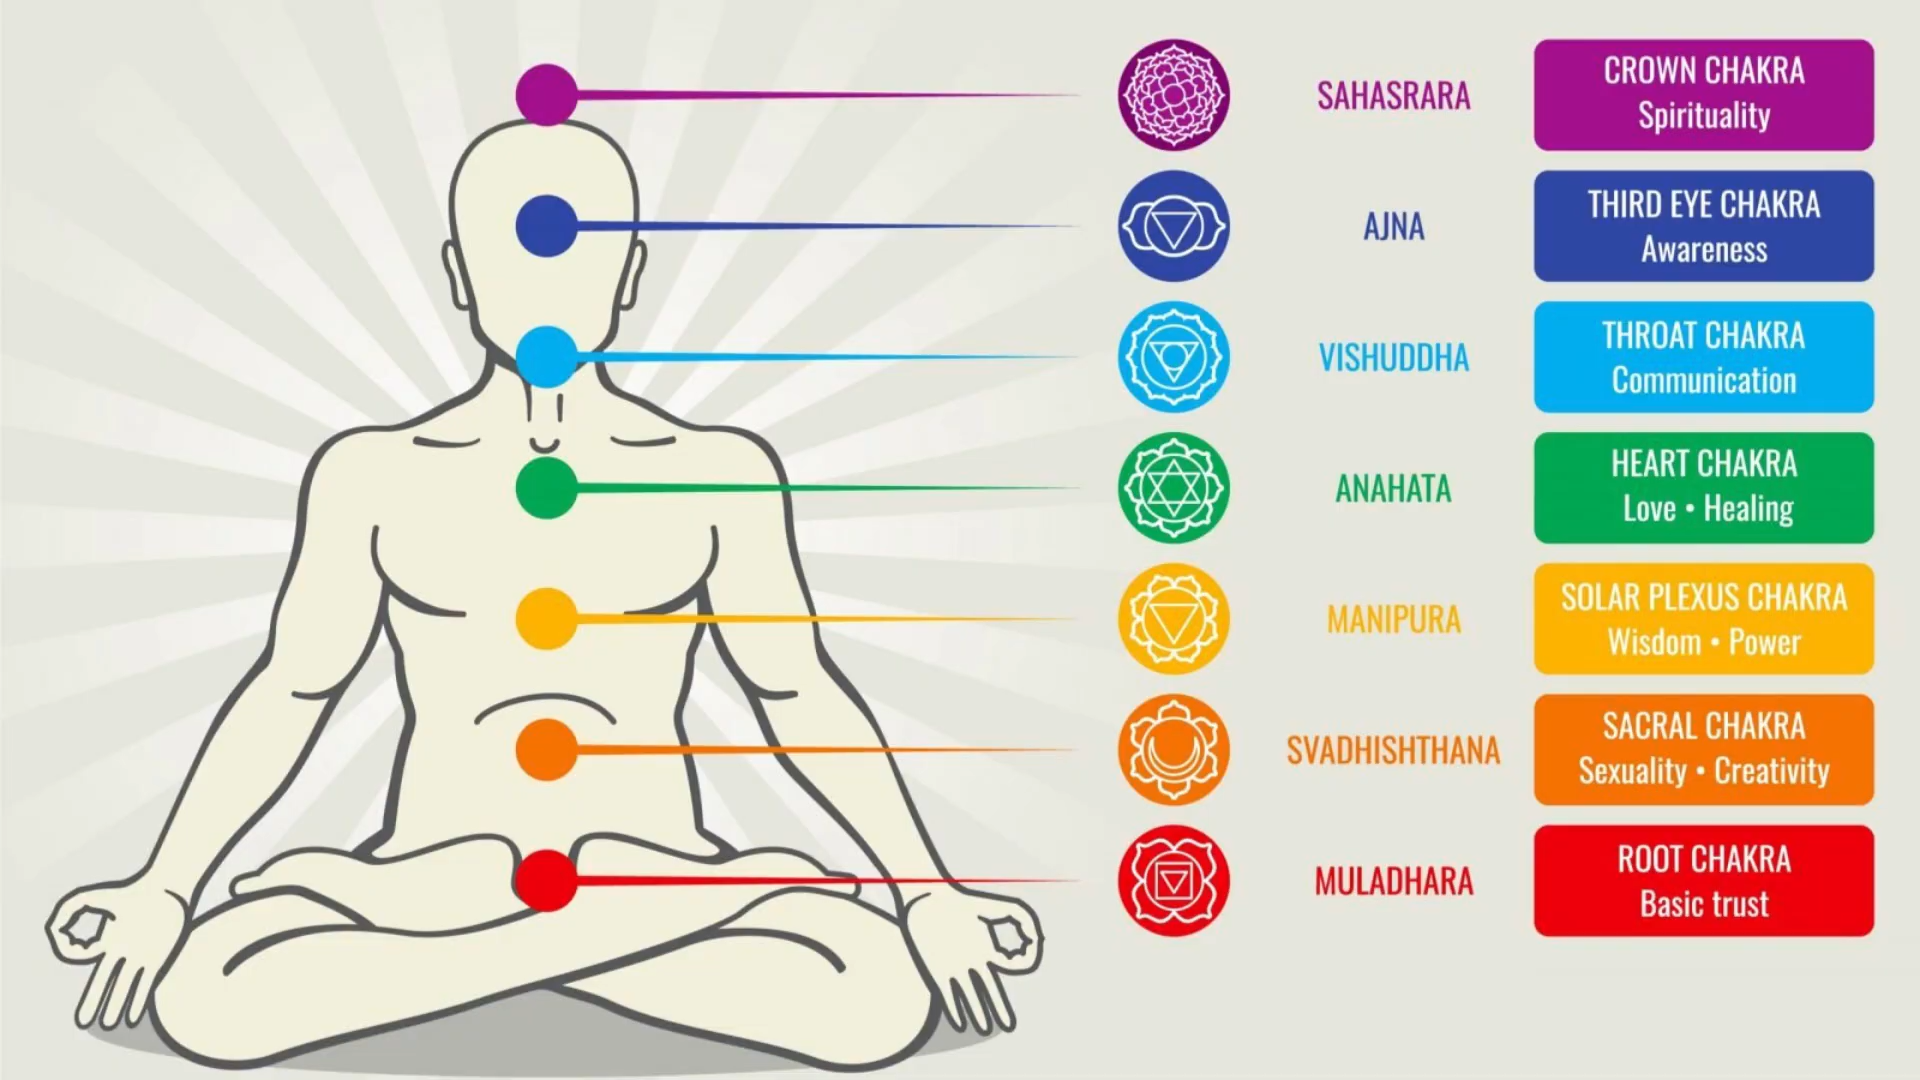 SAHASRARA
CROWN CHAKRA
Spirituality
AJNA
THIRD EYE CHAKRA
Awareness
VISHUDDHA
THROAT CHAKRA
Communication
ANAHATA
HEART CHAKRA
Love • Healing
MANIPURA
SOLAR PLEXUS CHAKRA
Wisdom • Power
SVADHISHTHANA
SACRAL CHAKRA
Sexuality • Creativity
MULADHARA
ROOT CHAKRA
Basic trust